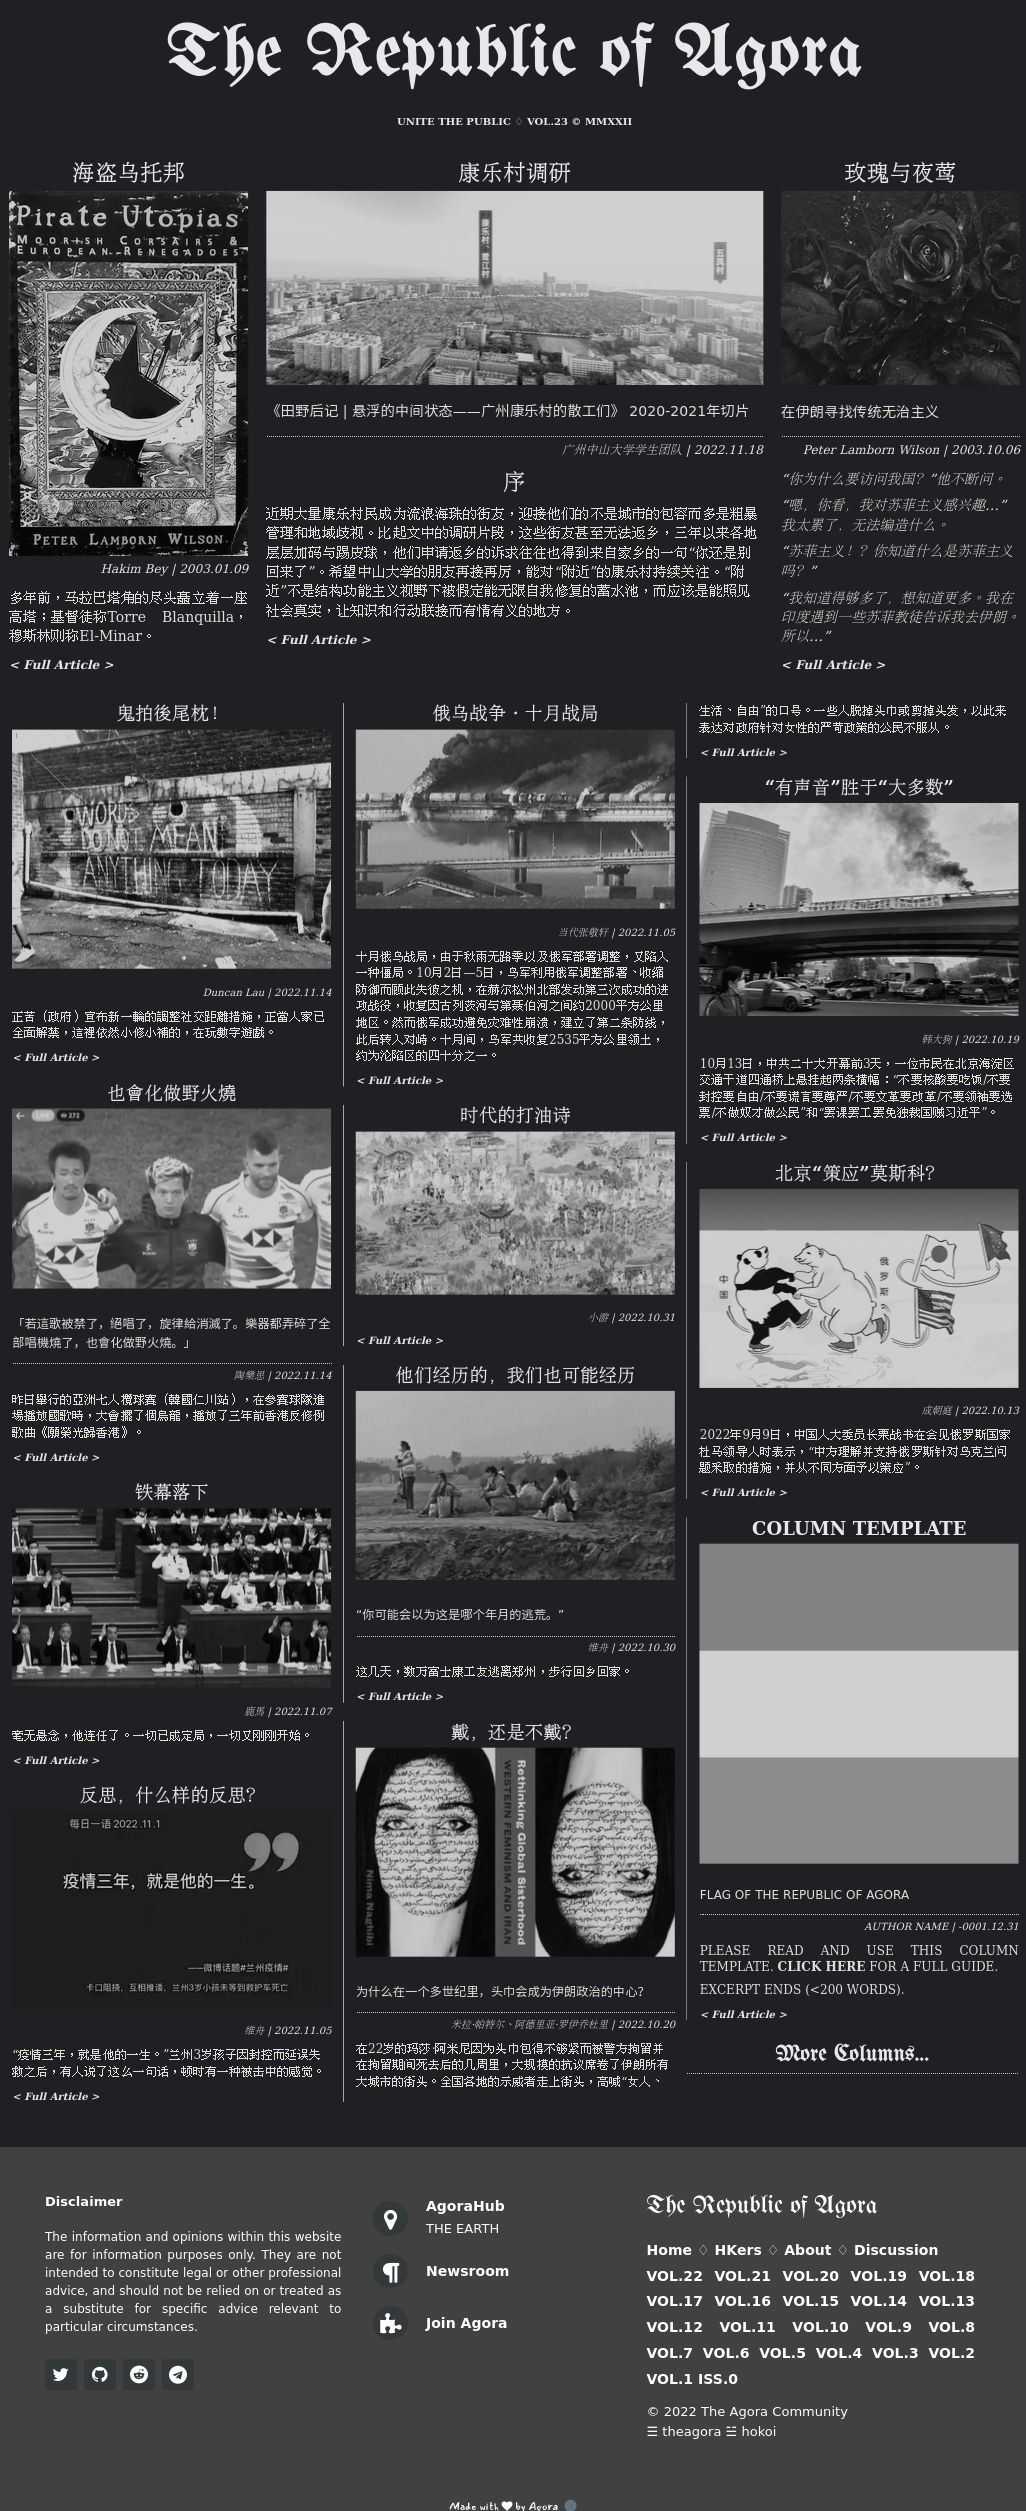 The Republic of Agora
UNITE THE PUBLIC ♢ VOL.23 © MMXXII
海盗乌托邦
Pirate Utopias
MOORISH CORSAIRS &
EUROPEAN RENEGADOES
PETER LAMBORN WILSON.
Hakim Bey | 2003.01.09
多年前，马拉巴塔角的尽头矗立着一座
高塔；基督徒称Torre Blanquilla，
穆斯林则称El-Minar。
< Full Article >
康乐村调研
康乐村、鹭江村
五凤村
《田野后记 | 悬浮的中间状态——广州康乐村的散工们》 2020-2021年切片
广州中山大学学生团队 | 2022.11.18
序
近期大量康乐村民成为流浪海珠的街友，迎接他们的不是城市的包容而多是粗暴
管理和地域歧视。比起文中的调研片段，这些街友甚至无法返乡，三年以来各地
层层加码与踢皮球，他们申请返乡的诉求往往也得到来自家乡的一句“你还是别
回来了”。希望中山大学的朋友再接再厉，能对“附近”的康乐村持续关注。“附
近”不是结构功能主义视野下被假定能无限自我修复的蓄水池，而应该是能照见
社会真实，让知识和行动联接而有情有义的地方。
< Full Article >
玫瑰与夜莺
在伊朗寻找传统无治主义
Peter Lamborn Wilson | 2003.10.06
“你为什么要访问我国？”他不断问。
“嗯，你看，我对苏菲主义感兴趣…”
我太累了，无法编造什么。
“苏菲主义！？你知道什么是苏菲主义
吗？”
“我知道得够多了，想知道更多。我在
印度遇到一些苏菲教徒告诉我去伊朗。
所以…”
< Full Article >
鬼拍後尾枕！
WORDS
DO NOT MEAN
ANYTHING TODAY
Duncan Lau | 2022.11.14
正苦（政府）宣布新一輪的調整社交距離措施，正當人家已
全面解禁，這裡依然小修小補的，在玩數字遊戲。
< Full Article >
也會化做野火燒
LIVE 272
「若這歌被禁了，絕唱了，旋律給消滅了。樂器都弄碎了全
部唱機燒了，也會化做野火燒。」
陶樂思 | 2022.11.14
昨日舉行的亞洲七人欖球賽（韓國仁川站），在參賽球隊進
場播放國歌時，大會擺了個烏龍，播放了三年前香港反修例
歌曲《願榮光歸香港》。
< Full Article >
铁幕落下
鹿馬 | 2022.11.07
毫无悬念，他连任了。一切已成定局，一切又刚刚开始。
< Full Article >
反思，什么样的反思？
每日一语 2022 .11 .1
疫情三年，就是他的一生。
——微博话题#兰州疫情#
卡口阻挠，互相推诿，兰州3岁小孩未等到救护车死亡
维舟 | 2022.11.05
“疫情三年，就是他的一生。”兰州3岁孩子因封控而延误失
救之后，有人说了这么一句话，顿时有一种被击中的感觉。
< Full Article >
俄乌战争 · 十月战局
当代张敬轩 | 2022.11.05
十月俄乌战局，由于秋雨无路季以及俄军部署调整，又陷入
一种僵局。10月2日—5日，乌军利用俄军调整部署、收缩
防御而顾此失彼之机，在赫尔松州北部发动第三次成功的进
攻战役，收复因古列茨河与第聂伯河之间约2000平方公里
地区。然而俄军成功避免灾难性崩溃，建立了第二条防线，
此后转入对峙。十月间，乌军共收复2535平方公里领土，
约为沦陷区的四十分之一。
< Full Article >
时代的打油诗
小游 | 2022.10.31
< Full Article >
他们经历的，我们也可能经历
“你可能会以为这是哪个年月的逃荒。”
维舟 | 2022.10.30
这几天，数万富士康工友逃离郑州，步行回乡回家。
< Full Article >
戴，还是不戴？
Rethinking Global Sisterhood
WESTERN FEMINISM AND IRAN
Nima Naghibi
为什么在一个多世纪里，头巾会成为伊朗政治的中心？
米拉·帕特尔、阿德里亚·罗伊乔杜里 | 2022.10.20
在22岁的玛莎·阿米尼因为头巾包得不够紧而被警方拘留并
在拘留期间死去后的几周里，大规模的抗议席卷了伊朗所有
大城市的街头。全国各地的示威者走上街头，高喊“女人、
生活、自由”的口号。一些人脱掉头巾或剪掉头发，以此来
表达对政府针对女性的严苛政策的公民不服从。
< Full Article >
“有声音”胜于“大多数”
韩大狗 | 2022.10.19
10月13日，中共二十大开幕前3天，一位市民在北京海淀区
交通干道四通桥上悬挂起两条横幅：“不要核酸要吃饭/不要
封控要自由/不要谎言要尊严/不要文革要改革/不要领袖要选
票/不做奴才做公民”和“罢课罢工罢免独裁国贼习近平”。
< Full Article >
北京“策应”莫斯科？
中国
俄罗斯
成朝庭 | 2022.10.13
2022年9月9日，中国人大委员长栗战书在会见俄罗斯国家
杜马领导人时表示，“中方理解并支持俄罗斯针对乌克兰问
题采取的措施，并从不同方面予以策应”。
< Full Article >
COLUMN TEMPLATE
FLAG OF THE REPUBLIC OF AGORA
AUTHOR NAME | -0001.12.31
PLEASE READ AND USE THIS COLUMN
TEMPLATE. CLICK HERE FOR A FULL GUIDE.
EXCERPT ENDS (<200 WORDS).
< Full Article >
More Columns...
Disclaimer
The information and opinions within this website
are for information purposes only. They are not
intended to constitute legal or other professional
advice, and should not be relied on or treated as
a substitute for specific advice relevant to
particular circumstances.
AgoraHub
THE EARTH
Newsroom
Join Agora
The Republic of Agora
Home ♢ HKers ♢ About ♢ Discussion
VOL.22 VOL.21 VOL.20 VOL.19 VOL.18
VOL.17 VOL.16 VOL.15 VOL.14 VOL.13
VOL.12 VOL.11 VOL.10 VOL.9 VOL.8
VOL.7 VOL.6 VOL.5 VOL.4 VOL.3 VOL.2
VOL.1 ISS.0
© 2022 The Agora Community
☰ theagora ☱ hokoi
Made with ❤ by Agora